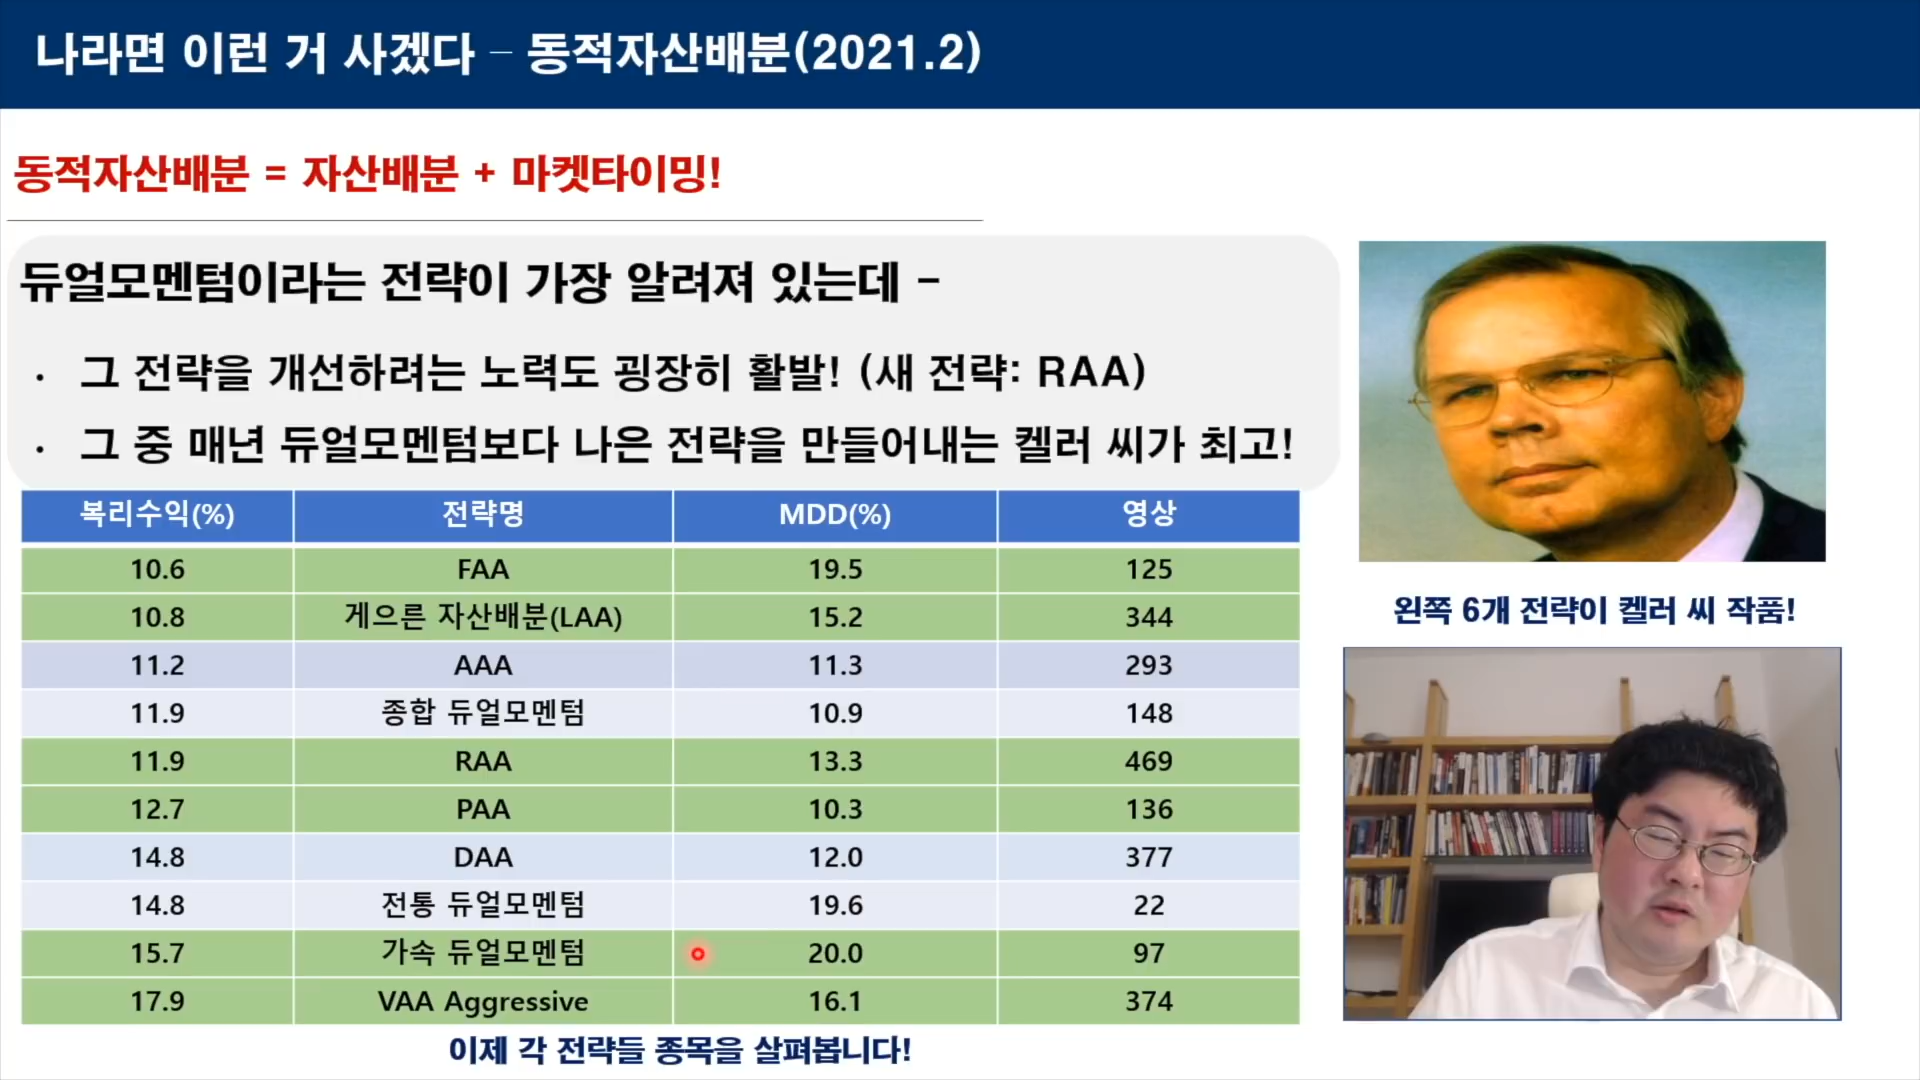 나라면 이런 거 사겠다 – 동적자산배분(2021.2)
동적자산배분 = 자산배분 + 마켓타이밍!
듀얼모멘텀이라는 전략이 가장 알려져 있는데 –
· 그 전략을 개선하려는 노력도 굉장히 활발! (새 전략: RAA)
· 그 중 매년 듀얼모멘텀보다 나은 전략을 만들어내는 켈러 씨가 최고!
복리수익(%) 전략명 MDD(%) 영상
10.6 FAA 19.5 125
10.8 게으른 자산배분(LAA) 15.2 344
11.2 AAA 11.3 293
11.9 종합 듀얼모멘텀 10.9 148
11.9 RAA 13.3 469
12.7 PAA 10.3 136
14.8 DAA 12.0 377
14.8 전통 듀얼모멘텀 19.6 22
15.7 가속 듀얼모멘텀 20.0 97
17.9 VAA Aggressive 16.1 374
이제 각 전략들 종목을 살펴봅니다!
왼쪽 6개 전략이 켈러 씨 작품!